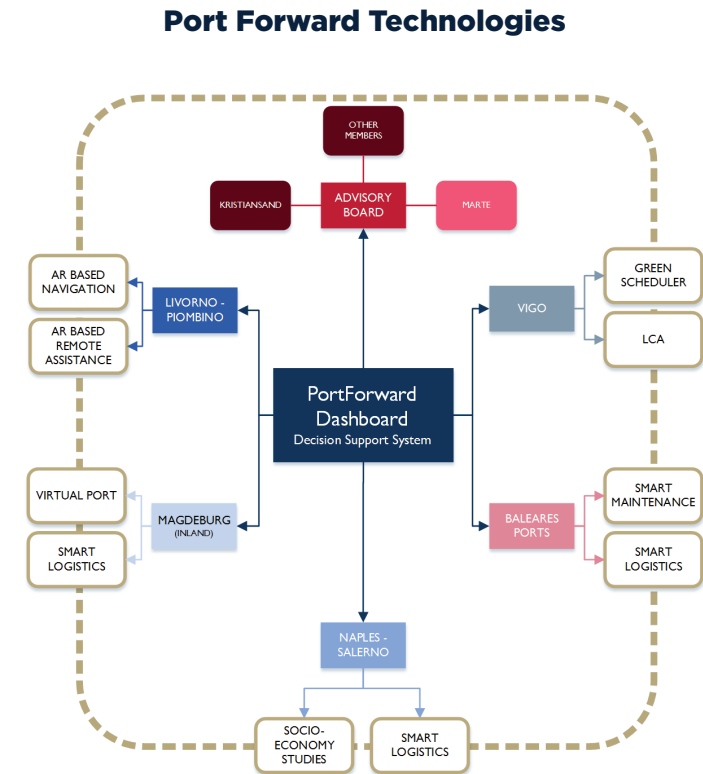 Port Forward Technologies
OTHER
MEMBERS
KRISTIANSAND
ADVISORY
BOARD
MARTE
AR BASED
NAVIGATION
LIVORNO -
PIOMBINO
AR BASED
REMOTE
ASSISTANCE
VIGO
GREEN
SCHEDULER
LCA
PortForward
Dashboard
Decision Support System
VIRTUAL PORT
MAGDEBURG
(INLAND)
SMART
LOGISTICS
BALEARES
PORTS
SMART
MAINTENANCE
SMART
LOGISTICS
NAPLES -
SALERNO
SOCIO-
ECONOMY
STUDIES
SMART
LOGISTICS